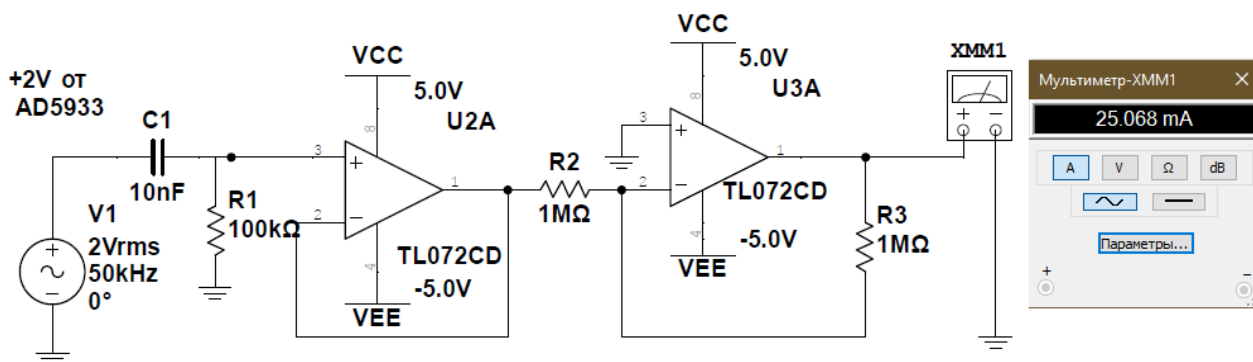 +2V от
AD5933
C1
10nF
R1
100kΩ
V1
2Vrms
50kHz
0°
VCC
5.0V
U2A
8
3
2
1
4
TL072CD
-5.0V
VEE
R2
1MΩ
VCC
5.0V
U3A
8
3
2
1
4
TL072CD
-5.0V
VEE
R3
1MΩ
XMM1
Мультиметр-XMM1
25.068 mA
A V Ω dB
Параметры...